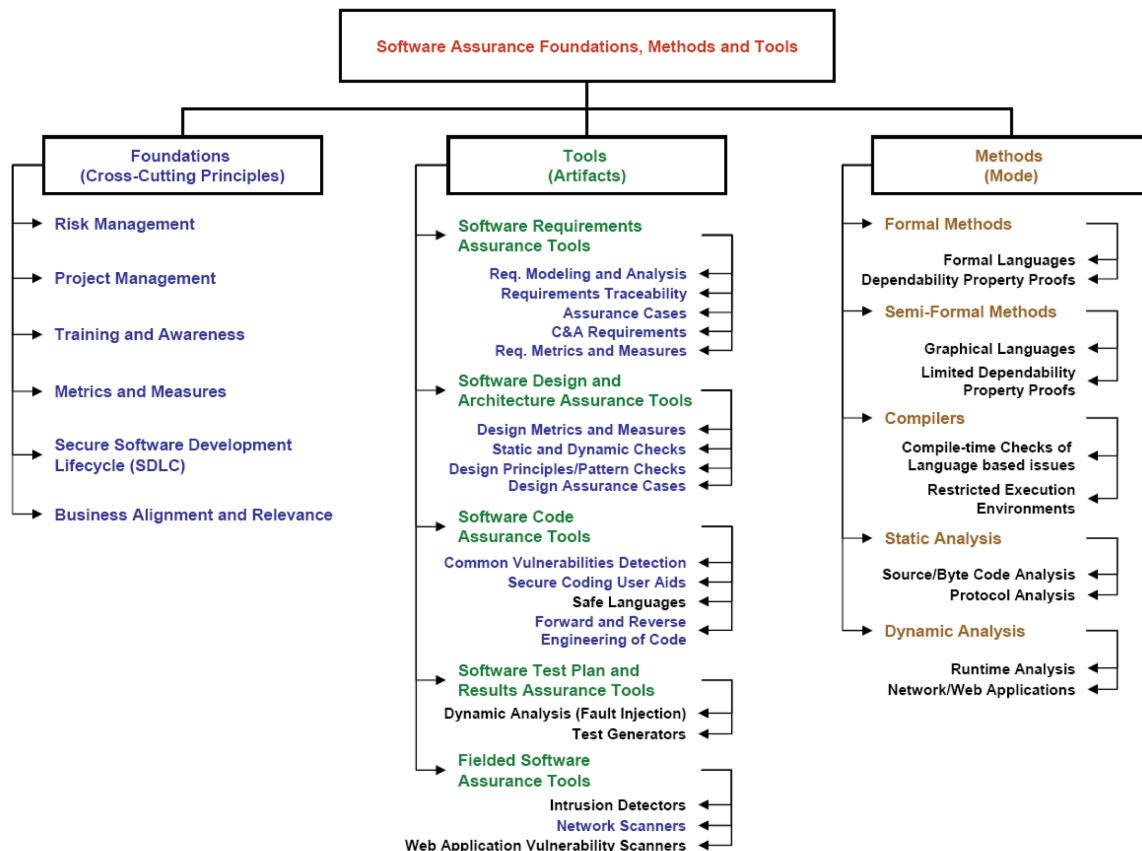 Software Assurance Foundations, Methods and Tools
Foundations
(Cross-Cutting Principles)
Risk Management
Project Management
Training and Awareness
Metrics and Measures
Secure Software Development
Lifecycle (SDLC)
Business Alignment and Relevance
Tools
(Artifacts)
Software Requirements
Assurance Tools
Req. Modeling and Analysis
Requirements Traceability
Assurance Cases
C&A Requirements
Req. Metrics and Measures
Software Design and
Architecture Assurance Tools
Design Metrics and Measures
Static and Dynamic Checks
Design Principles/Pattern Checks
Design Assurance Cases
Software Code
Assurance Tools
Common Vulnerabilities Detection
Secure Coding User Aids
Safe Languages
Forward and Reverse
Engineering of Code
Software Test Plan and
Results Assurance Tools
Dynamic Analysis (Fault Injection)
Test Generators
Fielded Software
Assurance Tools
Intrusion Detectors
Network Scanners
Web Application Vulnerability Scanners
Methods
(Mode)
Formal Methods
Formal Languages
Dependability Property Proofs
Semi-Formal Methods
Graphical Languages
Limited Dependability
Property Proofs
Compilers
Compile-time Checks of
Language based issues
Restricted Execution
Environments
Static Analysis
Source/Byte Code Analysis
Protocol Analysis
Dynamic Analysis
Runtime Analysis
Network/Web Applications